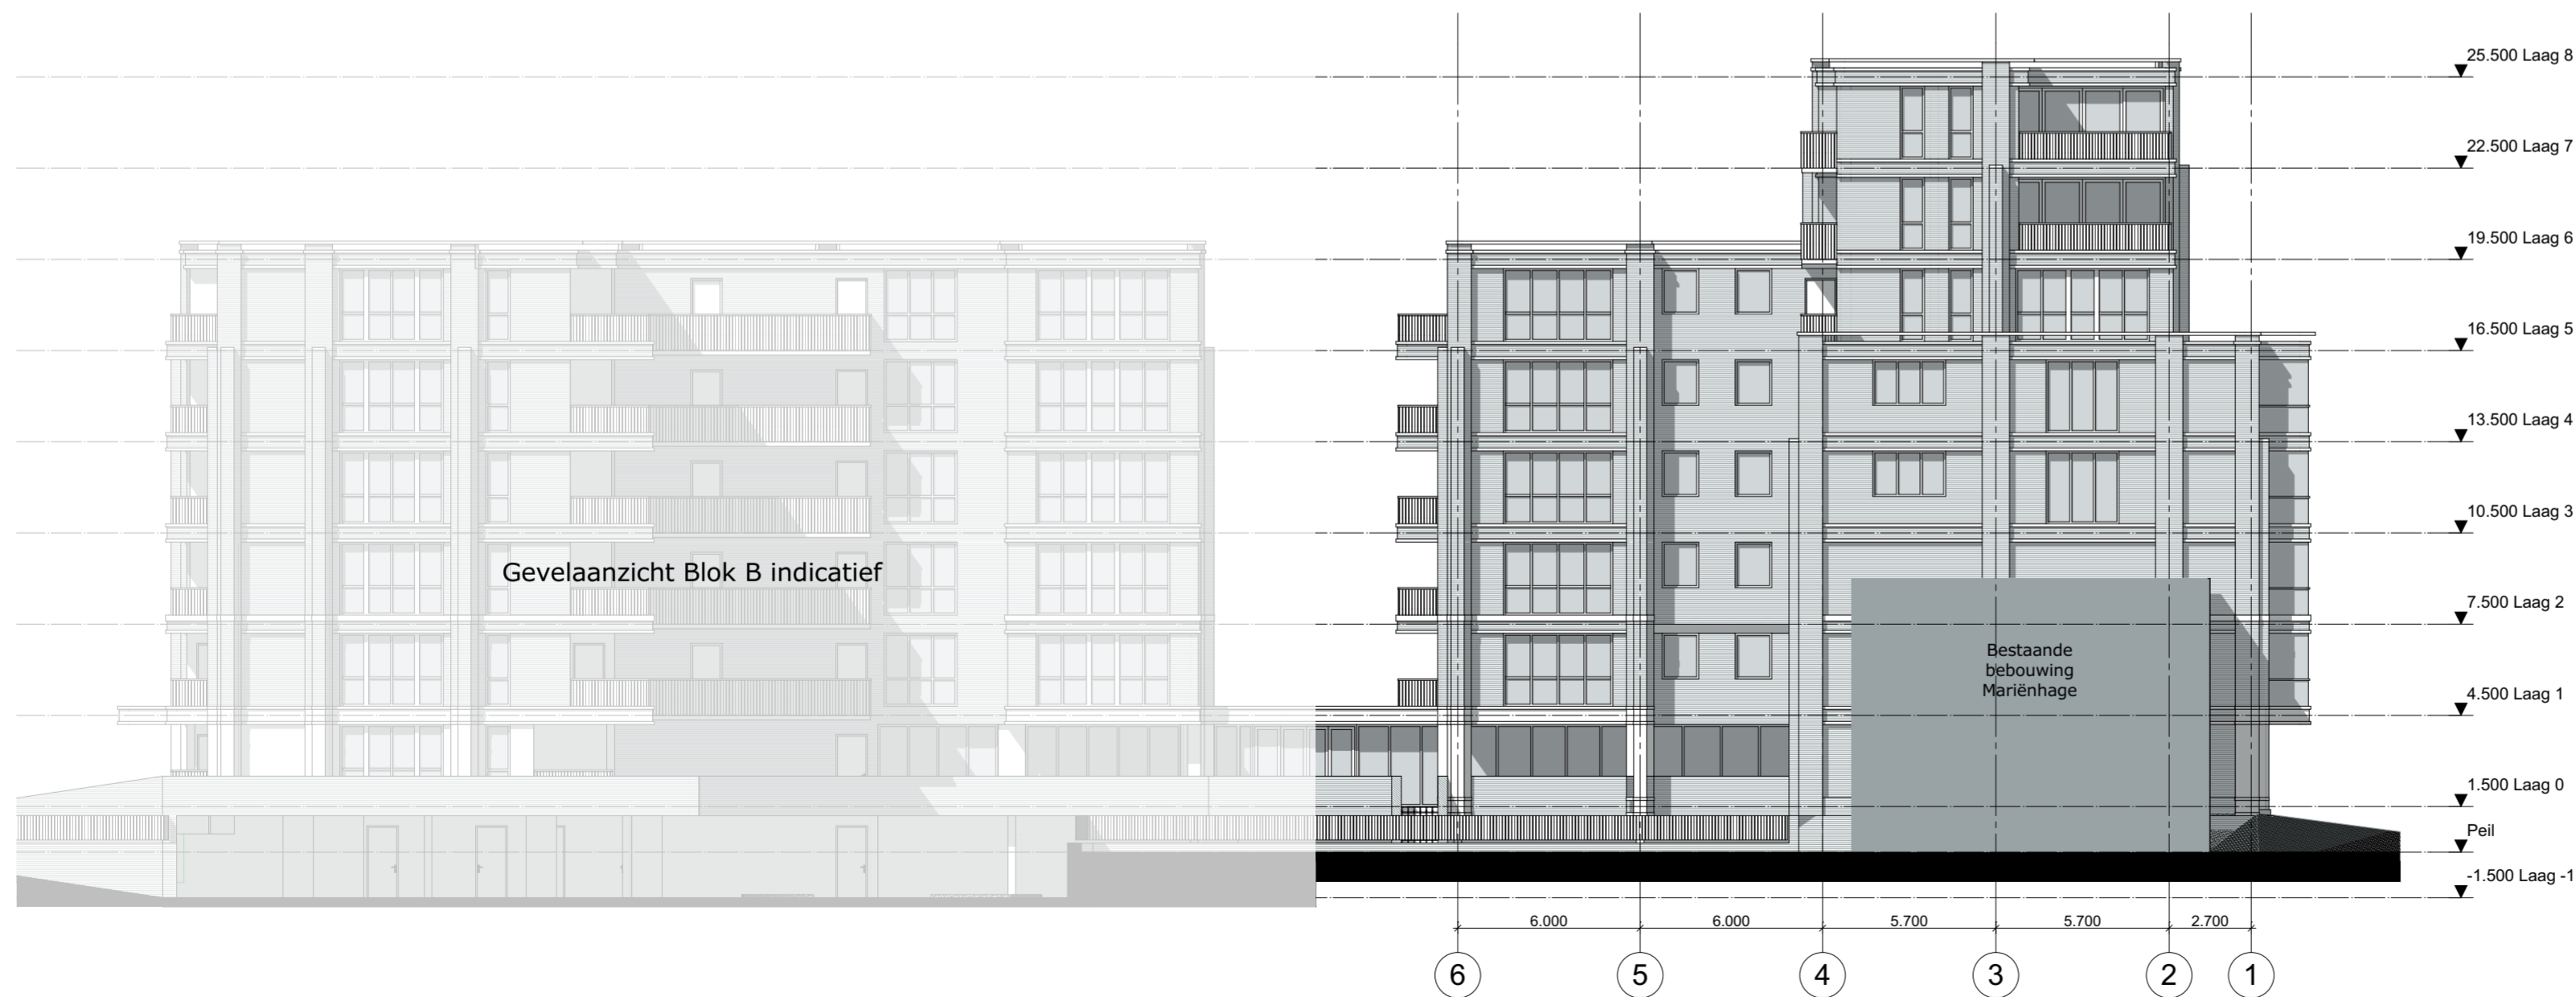 25.500 Laag 8
22.500 Laag 7
19.500 Laag 6
16.500 Laag 5
13.500 Laag 4
10.500 Laag 3
Gevelaanzicht Blok B indicatief
7.500 Laag 2
Bestaande
bebouwing
Mariënhage
4.500 Laag 1
1.500 Laag 0
Peil
-1.500 Laag -1
6.000 6.000 5.700 5.700 2.700
6 5 4 3 2 1